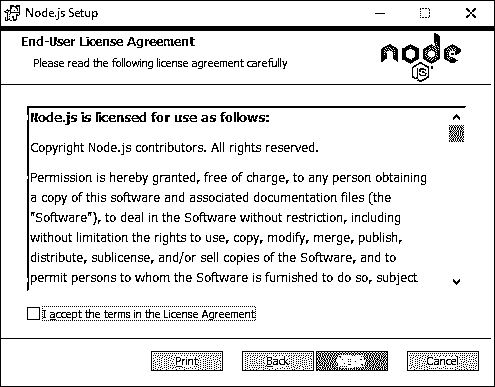 Node.js Setup
End-User License Agreement
Please read the following license agreement carefully
node
JS
Node.js is licensed for use as follows:
Copyright Node.js contributors. All rights reserved.
Permission is hereby granted, free of charge, to any person obtaining
a copy of this software and associated documentation files (the
"Software"), to deal in the Software without restriction, including
without limitation the rights to use, copy, modify, merge, publish,
distribute, sublicense, and/or sell copies of the Software, and to
permit persons to whom the Software is furnished to do so, subject
I accept the terms in the License Agreement
Print Back Cancel